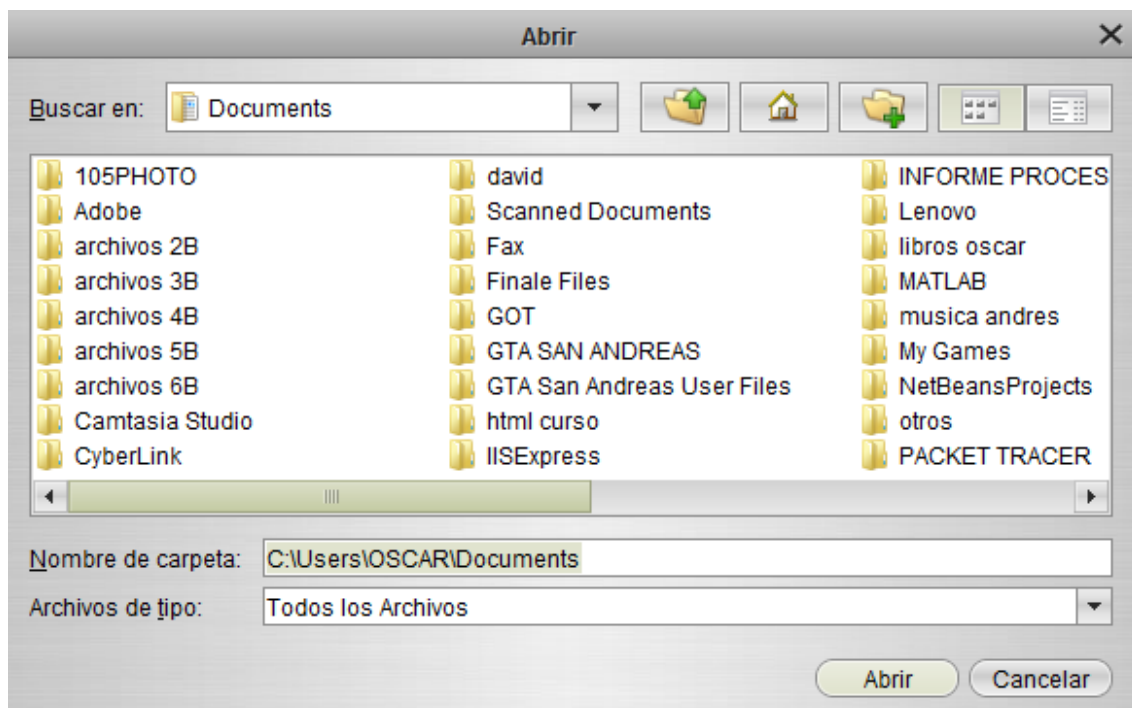 Abrir
Buscar en: Documents
105PHOTO
Adobe
archivos 2B
archivos 3B
archivos 4B
archivos 5B
archivos 6B
Camtasia Studio
CyberLink
david
Scanned Documents
Fax
Finale Files
GOT
GTA SAN ANDREAS
GTA San Andreas User Files
html curso
IISExpress
INFORME PROCES
Lenovo
libros oscar
MATLAB
musica andres
My Games
NetBeansProjects
otros
PACKET TRACER
Nombre de carpeta: C:\Users\OSCAR\Documents
Archivos de tipo: Todos los Archivos
Abrir Cancelar